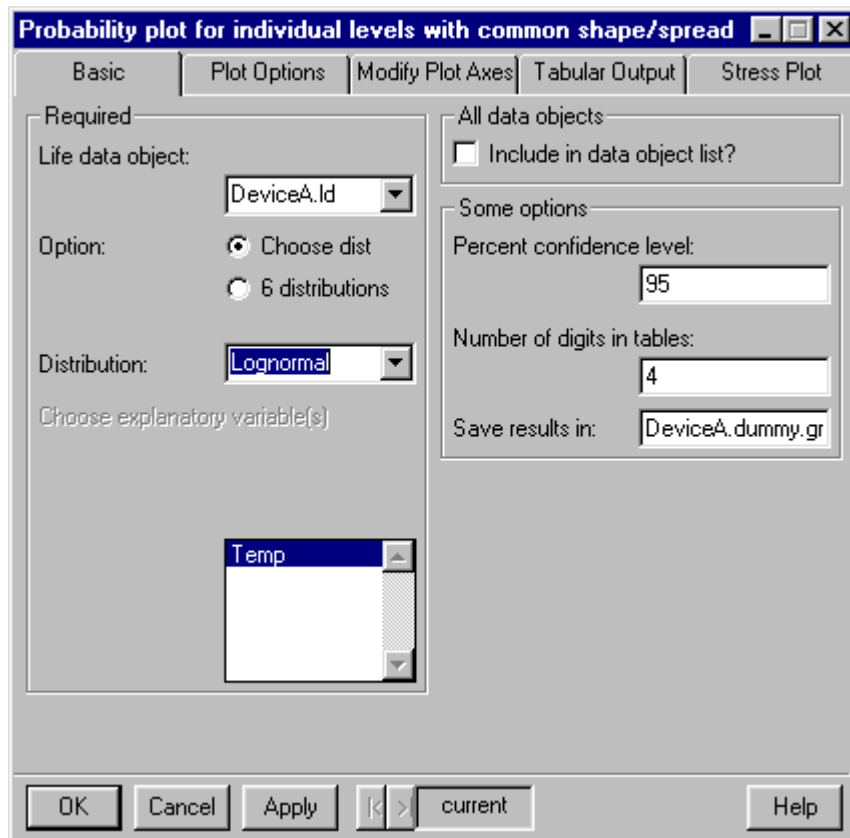 Probability plot for individual levels with common shape/spread
Basic
Plot Options
Modify Plot Axes
Tabular Output
Stress Plot
Required
Life data object:
DeviceA.ld
Option:
Choose dist
6 distributions
Distribution:
Lognormal
Choose explanatory variable(s)
Temp
All data objects
Include in data object list?
Some options
Percent confidence level:
95
Number of digits in tables:
4
Save results in:
DeviceA.dummy.gr
OK
Cancel
Apply
current
Help